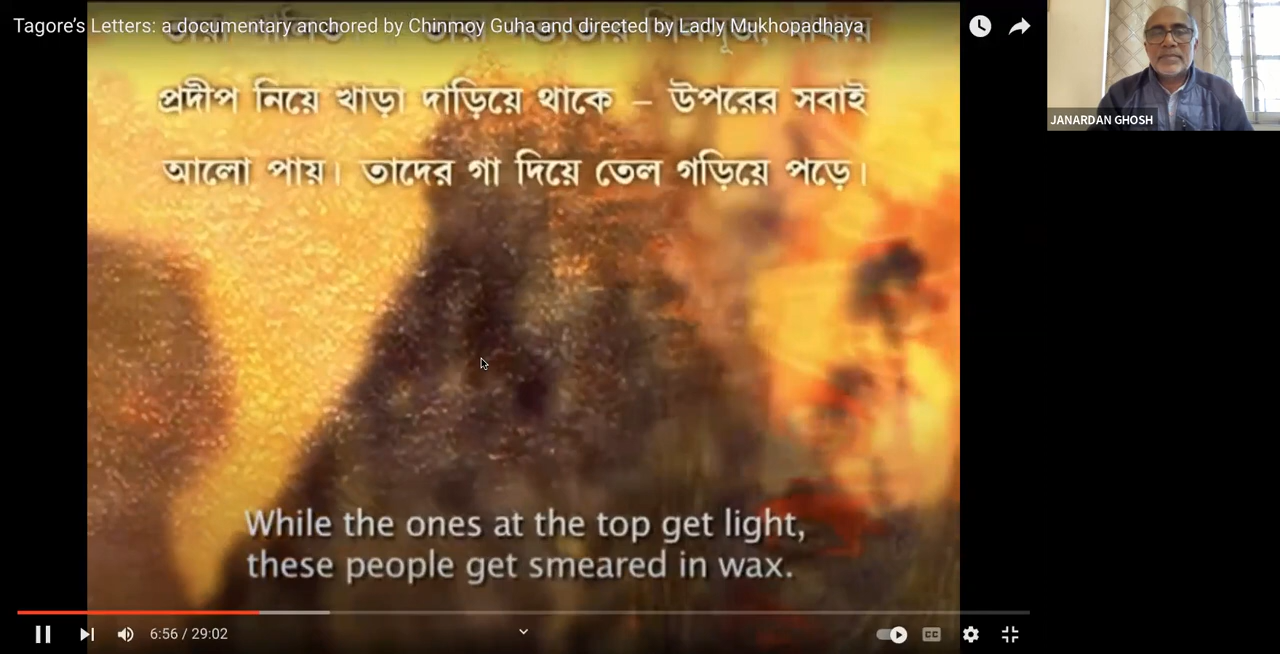 Tagore's Letters: a documentary anchored by Chinmoy Guha and directed by Ladly Mukhopadhaya
প্রদীপ নিয়ে খাড়া দাড়িয়ে থাকে – উপরের সবাই
আলো পায়। তাদের গা দিয়ে তেল গড়িয়ে পড়ে।
While the ones at the top get light,
these people get smeared in wax.
6:56 / 29:02
CC
JANARDAN GHOSH